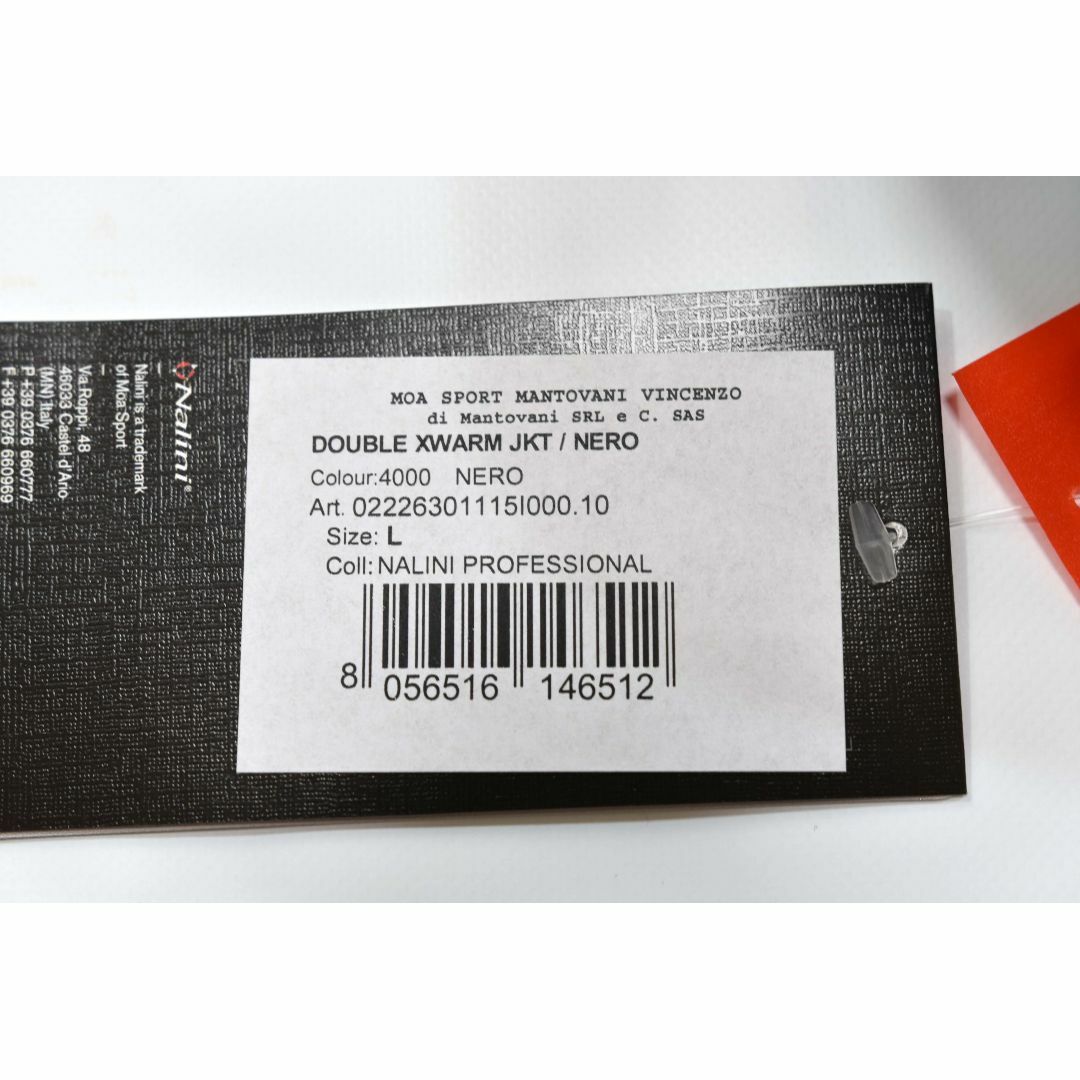 MOA SPORT MANTOVANI VINCENZO
di Mantovani SRL e C. SAS
DOUBLE XWARM JKT / NERO
Colour:4000 NERO
Art. 02226301115I000.10
Size: L
Coll: NALINI PROFESSIONAL
8 056516 146512
Nalini®
Nalini is a trademark
of Moa Sport
Via Roppi, 48
46033 Castel d'Ario
(MN) Italy
P +39 0376 660777
F +39 0376 660969